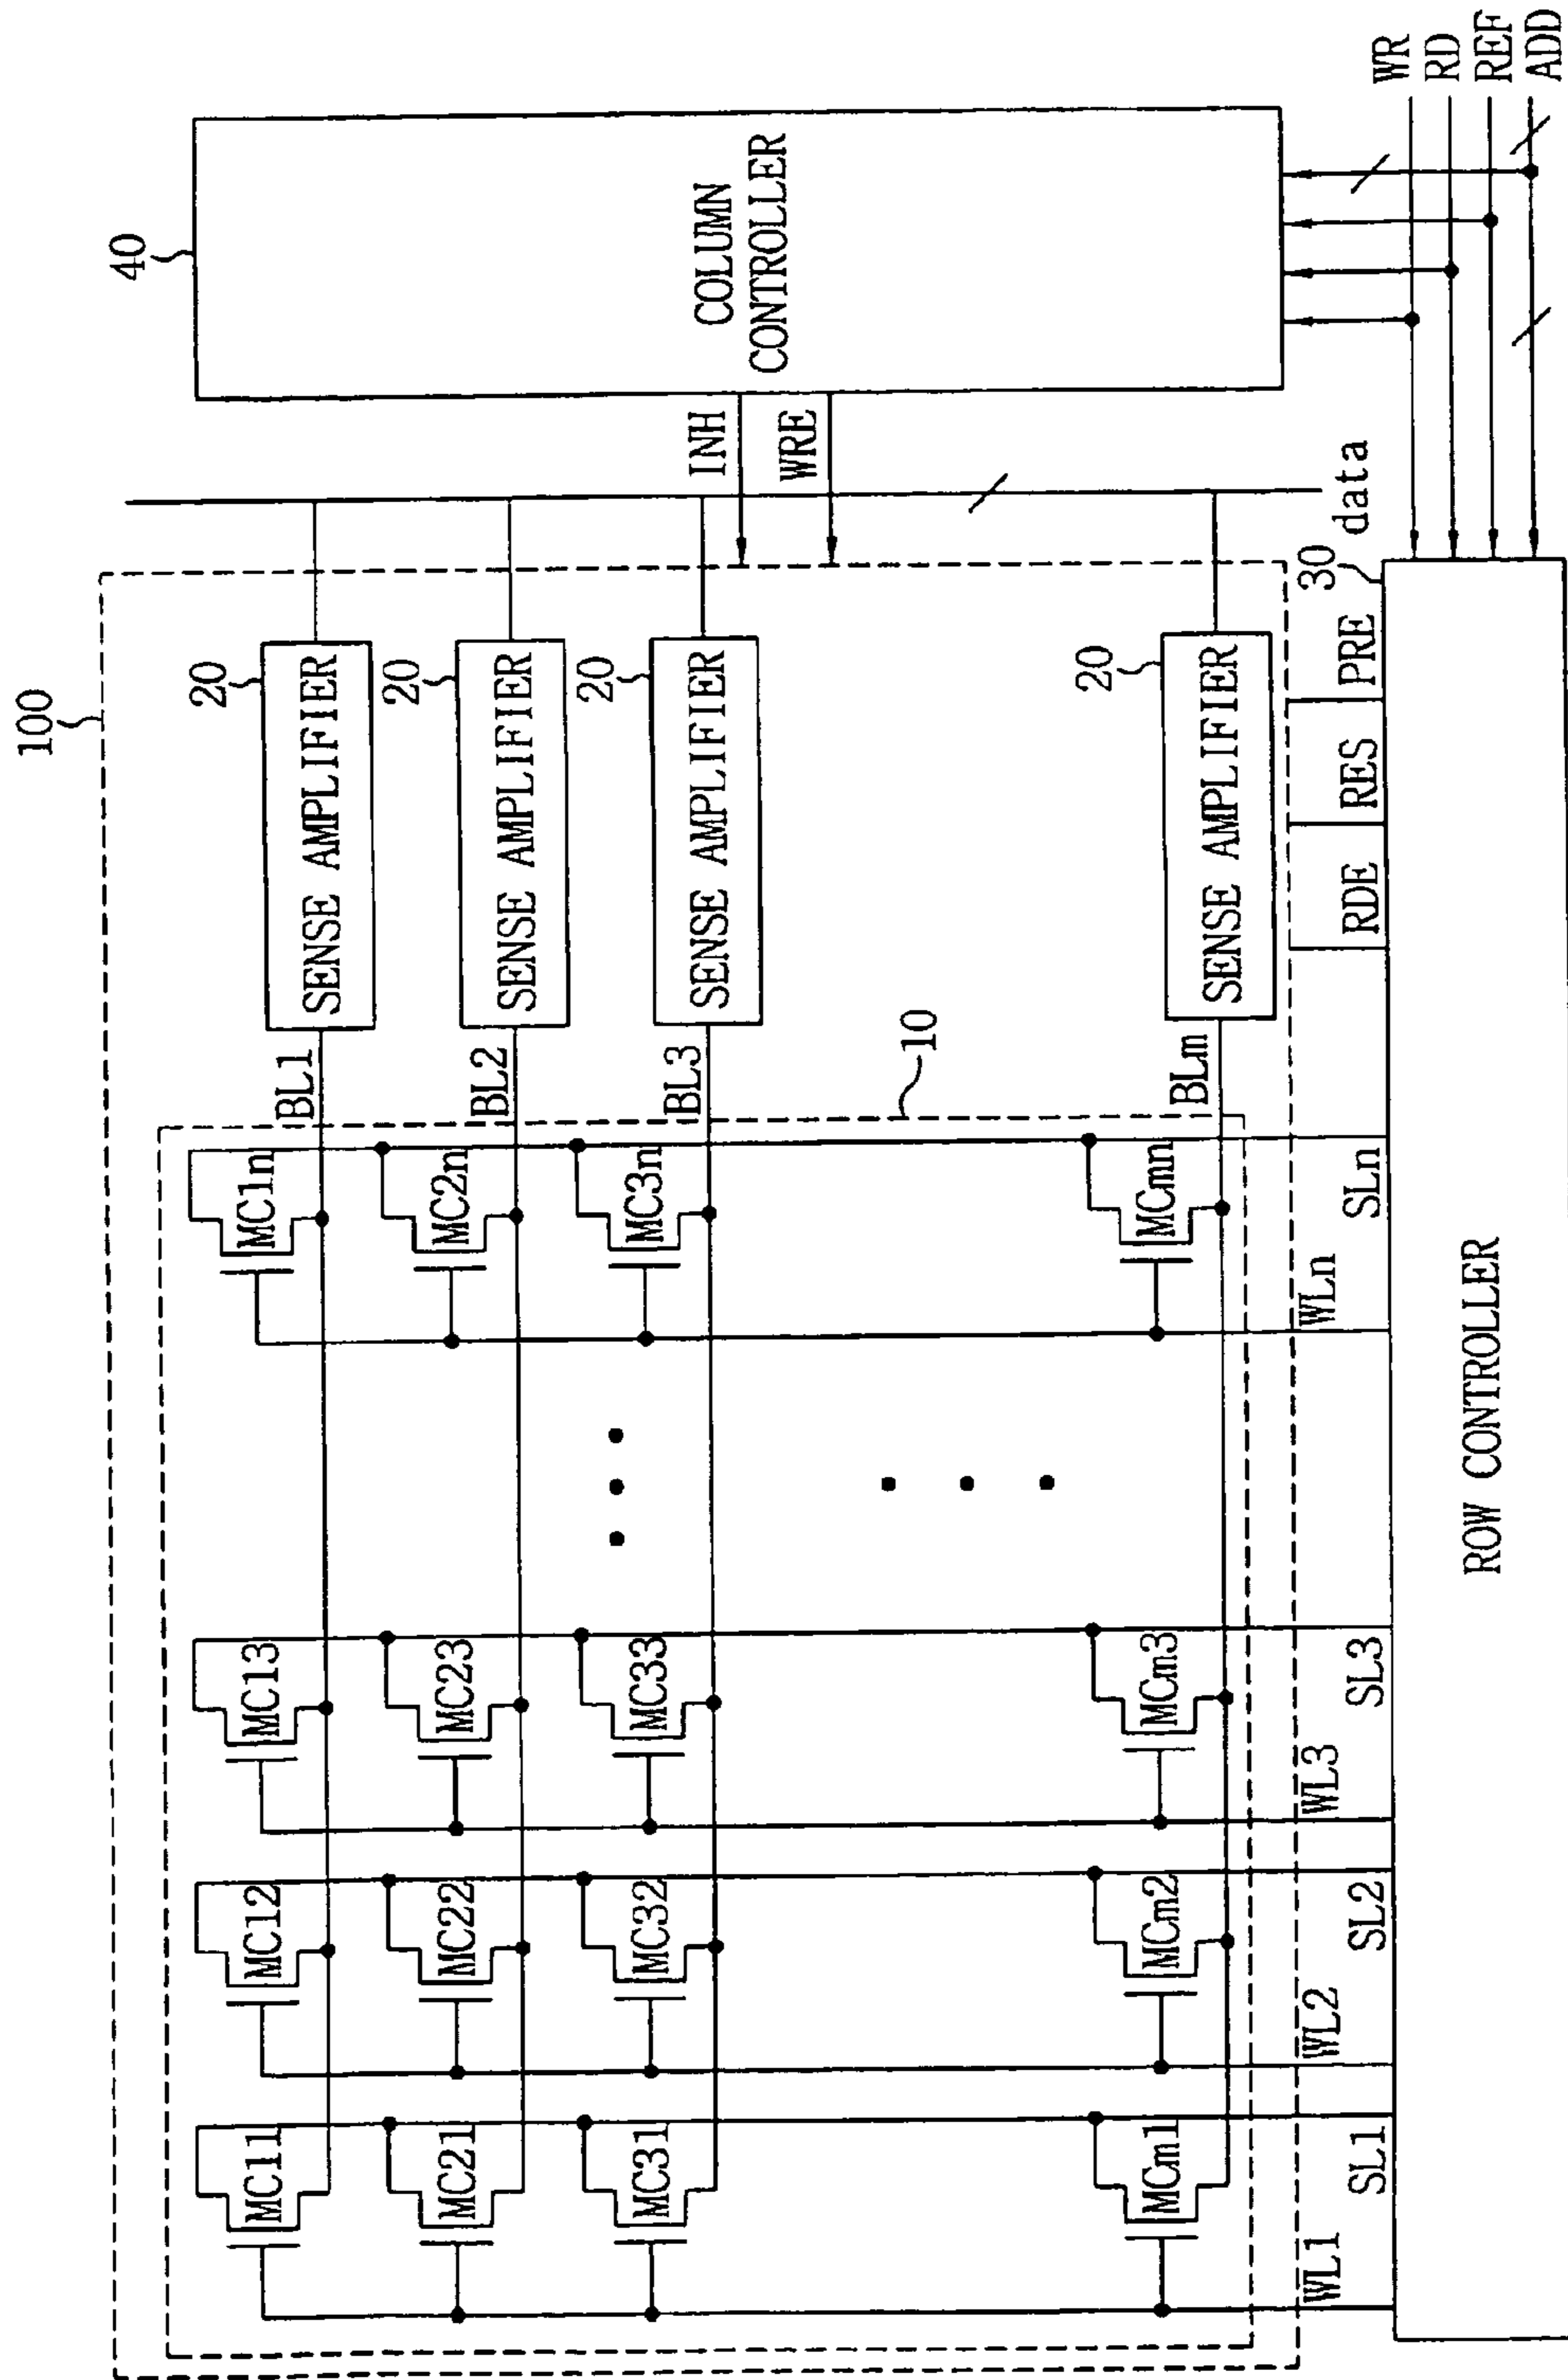 100
40
20
SENSE AMPLIFIER
BL1
MC11
MC12
MC13
MC1n
20
SENSE AMPLIFIER
BL2
MC21
MC22
MC23
MC2n
20
SENSE AMPLIFIER
BL3
MC31
MC32
MC33
MC3n
10
20
SENSE AMPLIFIER
BLm
MCm1
MCm2
MCm3
MCmn
COLUMN
CONTROLLER
INH
WRE
data
WL1
SL1
WL2
SL2
WL3
SL3
WLn
SLn
RDE
RES
PRE
30
WR
RD
REF
ADD
ROW CONTROLLER